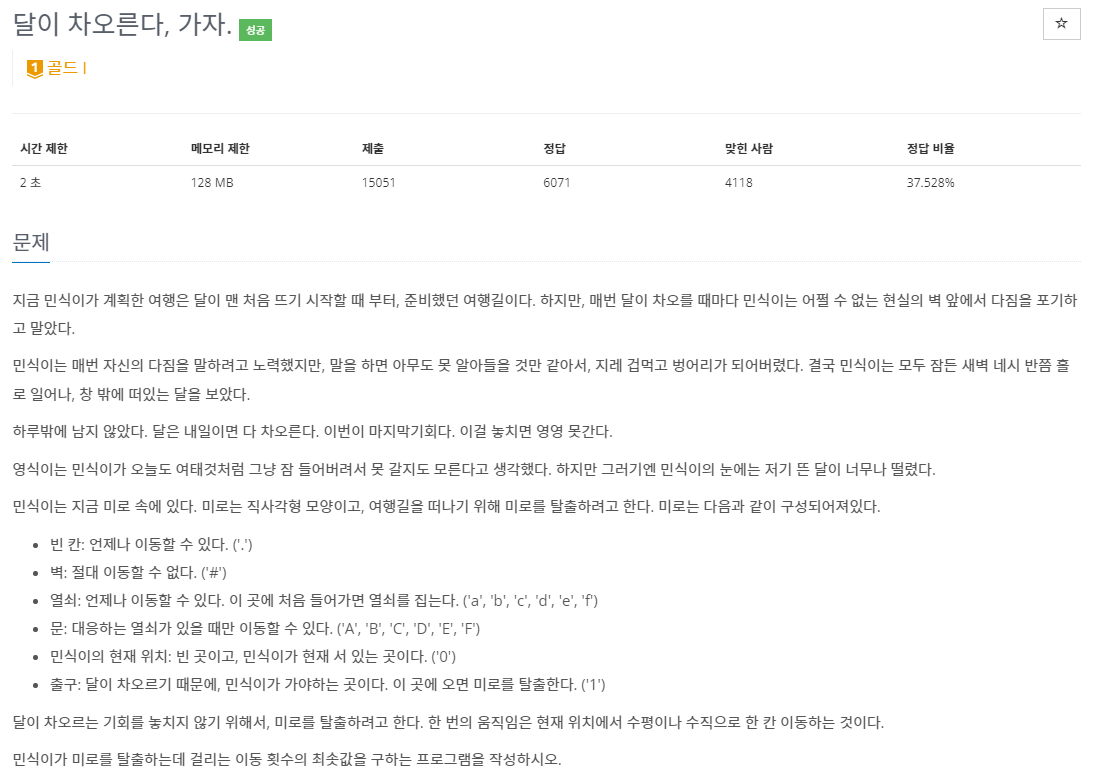 달이 차오른다, 가자. 성공
☆
1 골드 I
시간 제한 메모리 제한 제출 정답 맞힌 사람 정답 비율
2 초 128 MB 15051 6071 4118 37.528%
문제
지금 민식이가 계획한 여행은 달이 맨 처음 뜨기 시작할 때 부터, 준비했던 여행길이다. 하지만, 매번 달이 차오를 때마다 민식이는 어쩔 수 없는 현실의 벽 앞에서 다짐을 포기하
고 말았다.
민식이는 매번 자신의 다짐을 말하려고 노력했지만, 말을 하면 아무도 못 알아들을 것만 같아서, 지레 겁먹고 벙어리가 되어버렸다. 결국 민식이는 모두 잠든 새벽 네시 반쯤 홀
로 일어나, 창 밖에 떠있는 달을 보았다.
하루밖에 남지 않았다. 달은 내일이면 다 차오른다. 이번이 마지막기회다. 이걸 놓치면 영영 못간다.
영식이는 민식이가 오늘도 여태것처럼 그냥 잠 들어버려서 못 갈지도 모른다고 생각했다. 하지만 그러기엔 민식이의 눈에는 저기 뜬 달이 너무나 떨렸다.
민식이는 지금 미로 속에 있다. 미로는 직사각형 모양이고, 여행길을 떠나기 위해 미로를 탈출하려고 한다. 미로는 다음과 같이 구성되어져있다.
• 빈 칸: 언제나 이동할 수 있다. ('.')
• 벽: 절대 이동할 수 없다. ('#')
• 열쇠: 언제나 이동할 수 있다. 이 곳에 처음 들어가면 열쇠를 집는다. ('a', 'b', 'c', 'd', 'e', 'f')
• 문: 대응하는 열쇠가 있을 때만 이동할 수 있다. ('A', 'B', 'C', 'D', 'E', 'F')
• 민식이의 현재 위치: 빈 곳이고, 민식이가 현재 서 있는 곳이다. ('0')
• 출구: 달이 차오르기 때문에, 민식이가 가야하는 곳이다. 이 곳에 오면 미로를 탈출한다. ('1')
달이 차오르는 기회를 놓치지 않기 위해서, 미로를 탈출하려고 한다. 한 번의 움직임은 현재 위치에서 수평이나 수직으로 한 칸 이동하는 것이다.
민식이가 미로를 탈출하는데 걸리는 이동 횟수의 최솟값을 구하는 프로그램을 작성하시오.